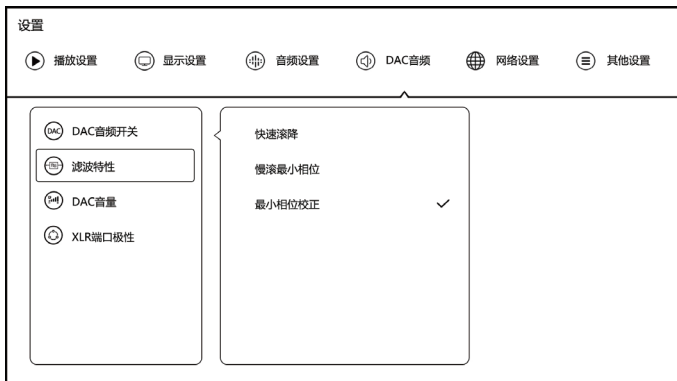 设置
播放设置 显示设置 音频设置 DAC音频 网络设置 其他设置
DAC DAC音频开关
滤波特性
DAC音量
XLR端口极性
快速滚降
慢滚最小相位
最小相位校正